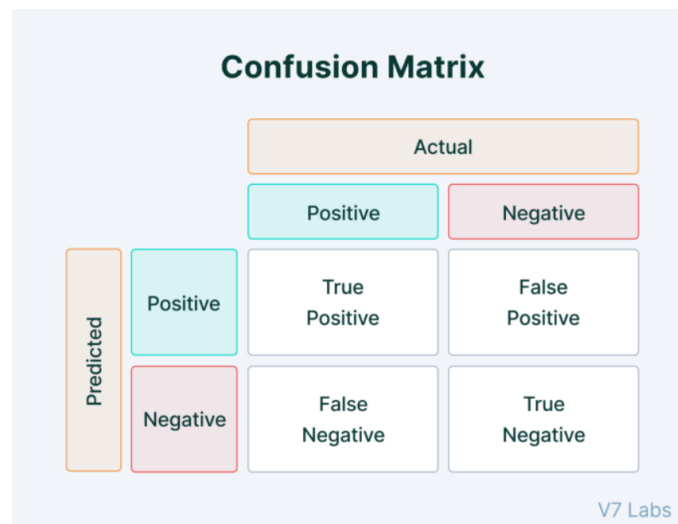 Confusion Matrix
Actual
Positive
Negative
Predicted
Positive
True
Positive
False
Positive
Negative
False
Negative
True
Negative
V7 Labs